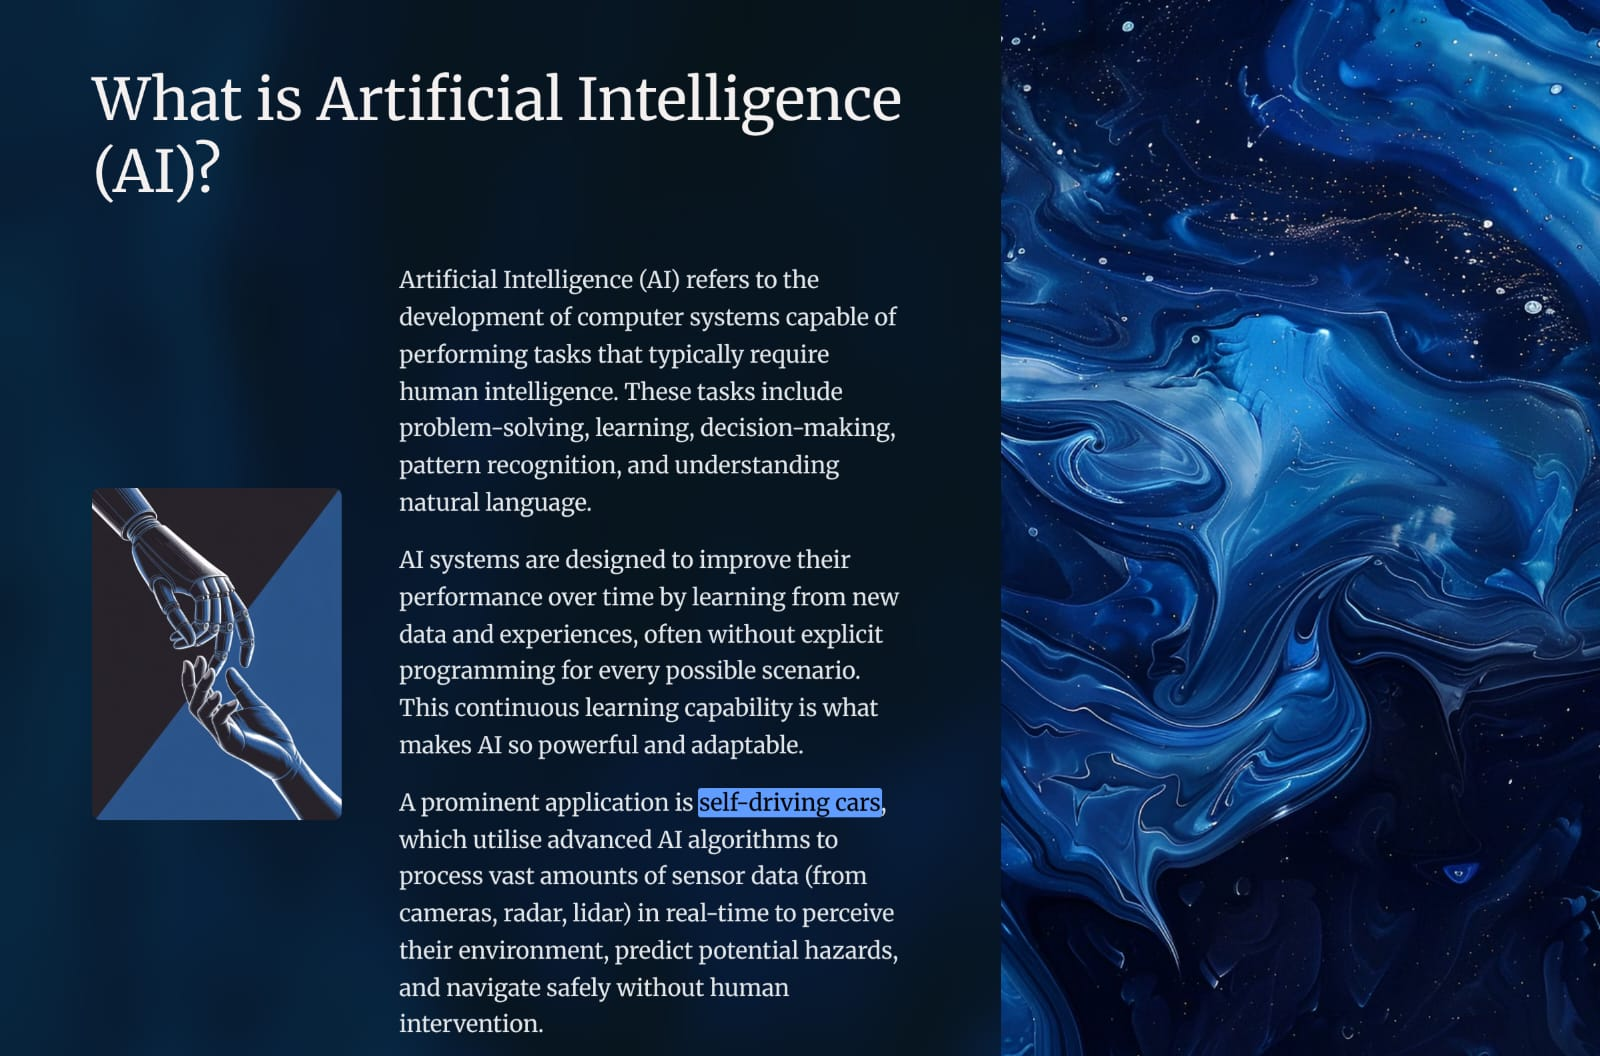 What is Artificial Intelligence
(AI)?
Artificial Intelligence (AI) refers to the
development of computer systems capable of
performing tasks that typically require
human intelligence. These tasks include
problem-solving, learning, decision-making,
pattern recognition, and understanding
natural language.
AI systems are designed to improve their
performance over time by learning from new
data and experiences, often without explicit
programming for every possible scenario.
This continuous learning capability is what
makes AI so powerful and adaptable.
A prominent application is self-driving cars,
which utilise advanced AI algorithms to
process vast amounts of sensor data (from
cameras, radar, lidar) in real-time to perceive
their environment, predict potential hazards,
and navigate safely without human
intervention.